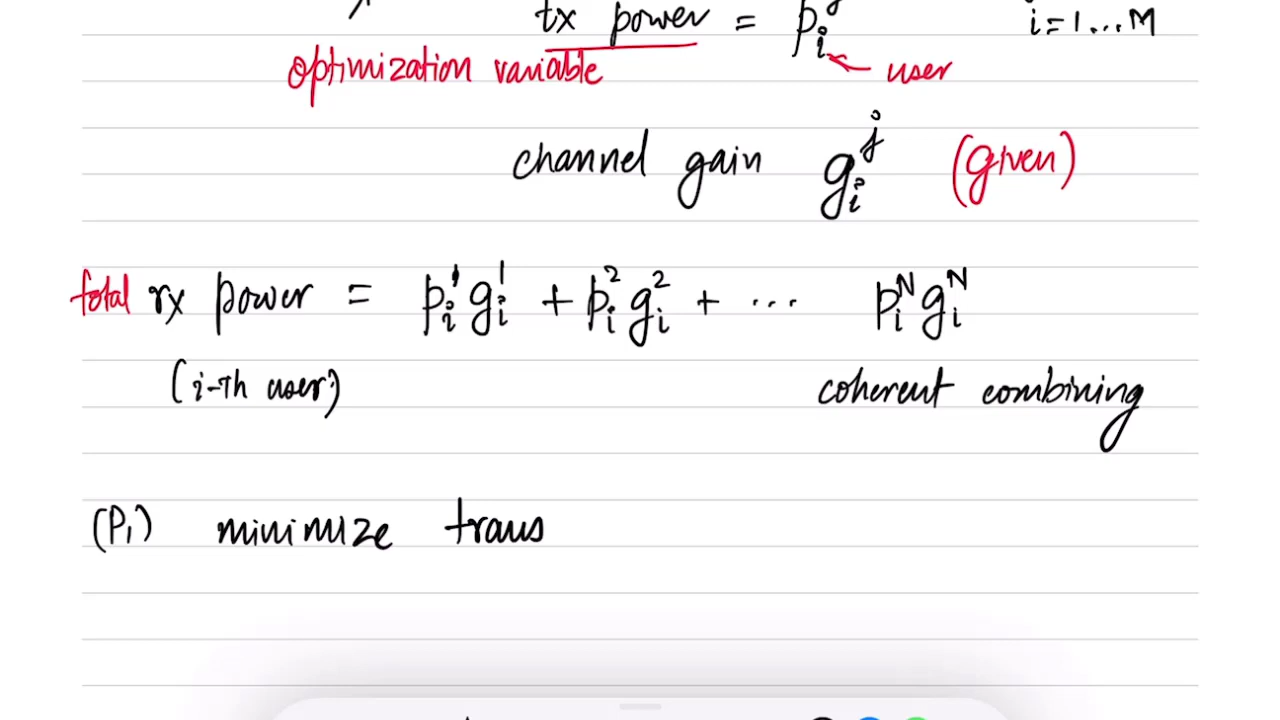 tx power = p_i^j i=1...M
optimization variable user
channel gain g_i^j (given)
total rx power = p_i^1 g_i^1 + p_i^2 g_i^2 + ... p_i^N g_i^N
(i-th user) coherent combining
(P1) minimize trans